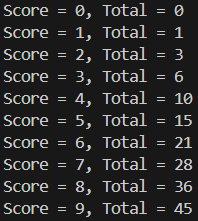 Score = 0, Total = 0
Score = 1, Total = 1
Score = 2, Total = 3
Score = 3, Total = 6
Score = 4, Total = 10
Score = 5, Total = 15
Score = 6, Total = 21
Score = 7, Total = 28
Score = 8, Total = 36
Score = 9, Total = 45